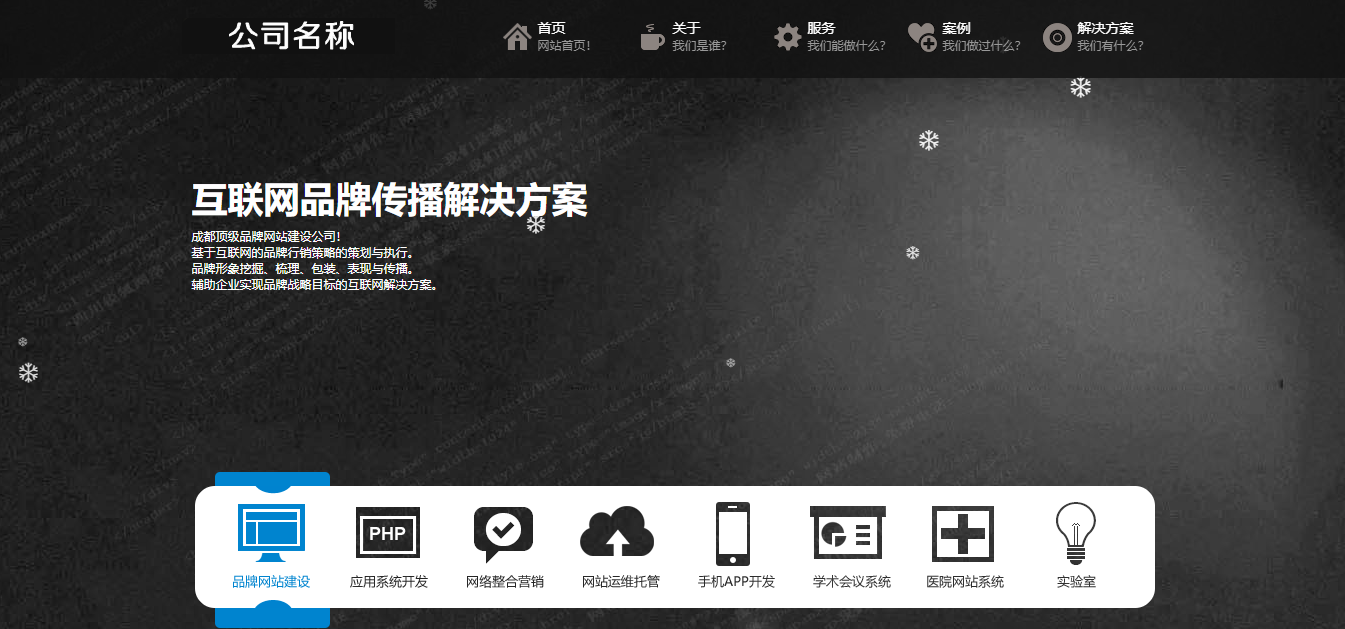 公司名称
首页
网站首页！
关于
我们是谁？
服务
我们能做什么？
案例
我们做过什么？
解决方案
我们有什么？
互联网品牌传播解决方案
成都顶级品牌网站建设公司！
基于互联网的品牌行销策略的策划与执行。
品牌形象挖掘、梳理、包装、表现与传播。
辅助企业实现品牌战略目标的互联网解决方案。
PHP
品牌网站建设
应用系统开发
网络整合营销
网站运维托管
手机APP开发
学术会议系统
医院网站系统
实验室